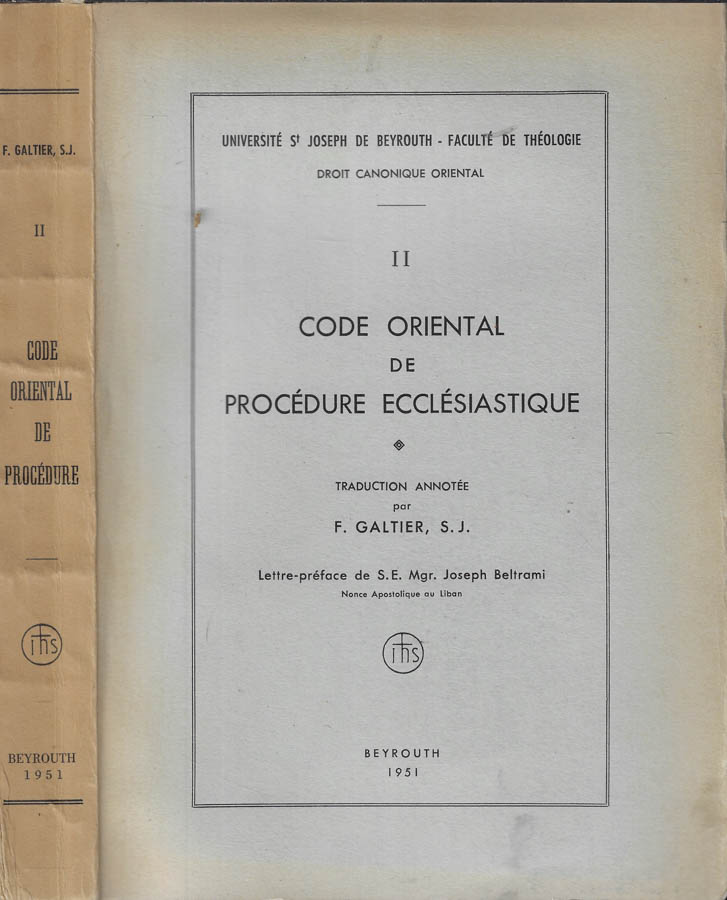 F. GALTIER, S.J.
II
CODE
ORIENTAL
DE
PROCÉDURE
ihs
BEYROUTH
1951
UNIVERSITÉ St JOSEPH DE BEYROUTH - FACULTÉ DE THÉOLOGIE
DROIT CANONIQUE ORIENTAL
II
CODE ORIENTAL
DE
PROCÉDURE ECCLÉSIASTIQUE
TRADUCTION ANNOTÉE
par
F. GALTIER, S.J.
Lettre-préface de S.E. Mgr. Joseph Beltrami
Nonce Apostolique au Liban
ihs
BEYROUTH
1951